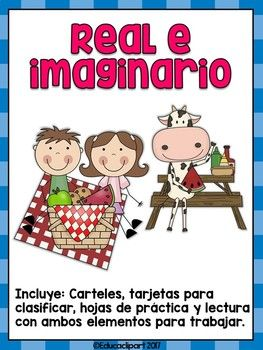 Real e
imaginario
Incluye: Carteles, tarjetas para
clasificar, hojas de práctica y lectura
con ambos elementos para trabajar.
©Educaclipart 2017